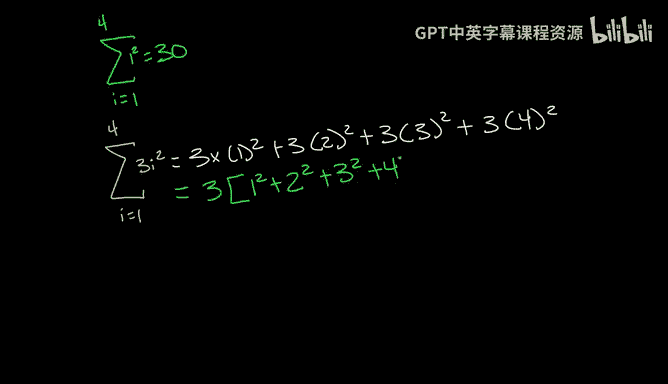 GPT中英字幕课程资源 bilibili
4
∑ i² = 30
i=1
4
∑ 3i² = 3×(1)² + 3(2)² + 3(3)² + 3(4)²
i=1
= 3[1² + 2² + 3² + 4